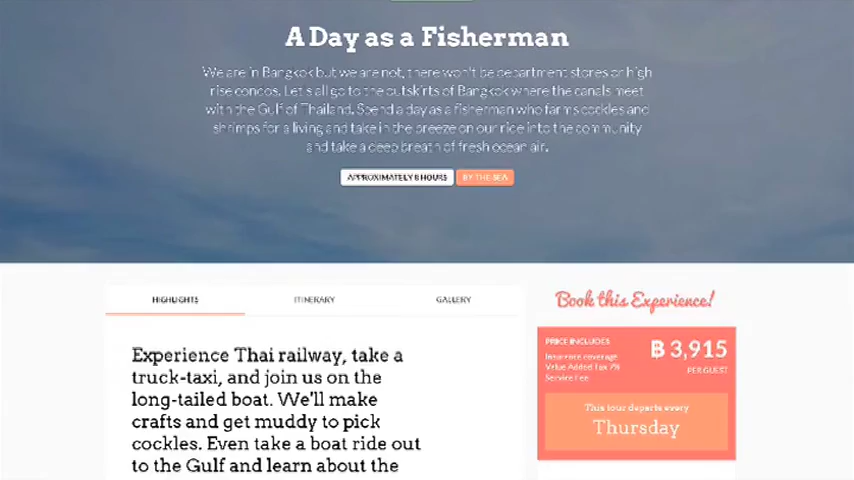 A Day as a Fisherman
We are in Bangkok but we are not, there won't be department stores or high
rise condos. Let's all go to the outskirts of Bangkok where the canals meet
with the Gulf of Thailand. Spend a day as a fisherman who farms cockles and
shrimps for a living and take in the breeze on our rice into the community
and take a deep breath of fresh ocean air.
APPROXIMATELY 8 HOURS BY THE SEA
HIGHLIGHTS ITINERARY GALLERY
Book this Experience!
Experience Thai railway, take a
truck-taxi, and join us on the
long-tailed boat. We'll make
crafts and get muddy to pick
cockles. Even take a boat ride out
to the Gulf and learn about the
PRICE INCLUDES
Insurance coverage
Value Added Tax 7%
Service Fee
฿ 3,915
PER GUEST
This tour departs every
Thursday